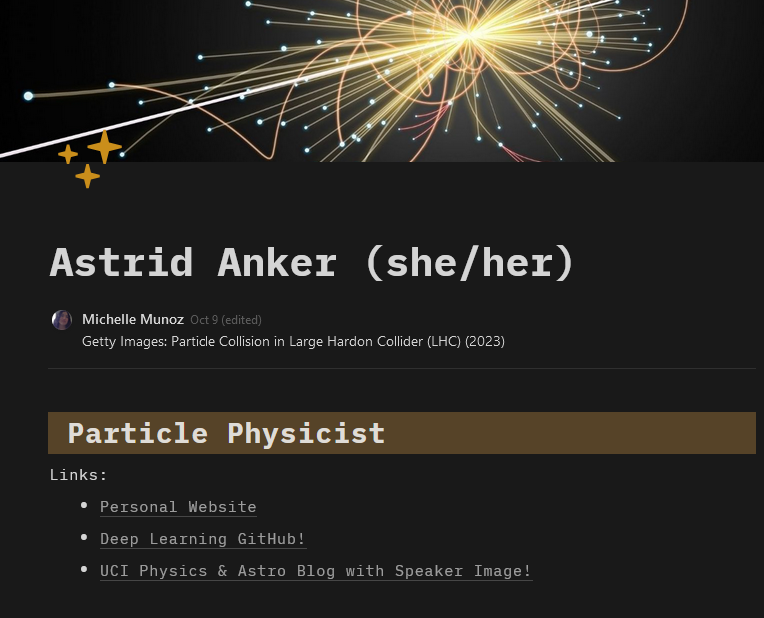 Astrid Anker (she/her)
Michelle Munoz Oct 9 (edited)
Getty Images: Particle Collision in Large Hardon Collider (LHC) (2023)
Particle Physicist
Links:
Personal Website
Deep Learning GitHub!
UCI Physics & Astro Blog with Speaker Image!